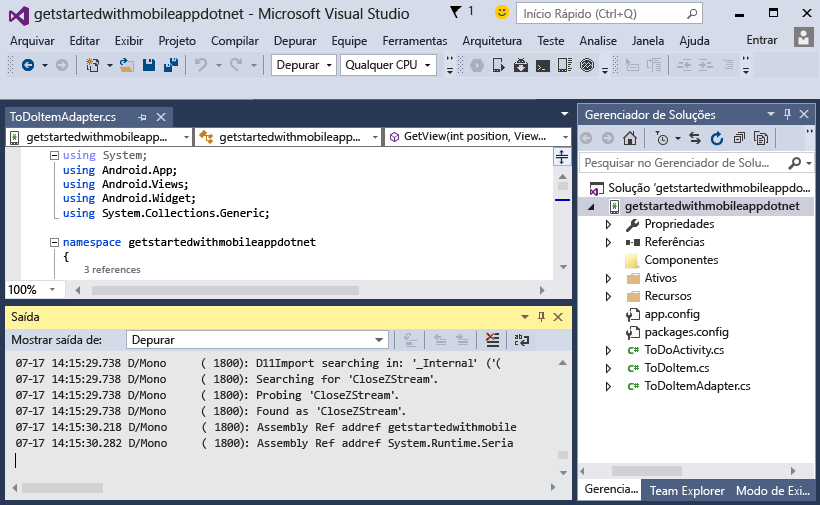 getstartedwithmobileappdotnet - Microsoft Visual Studio
1
Início Rápido (Ctrl+Q)
Arquivar Editar Exibir Projeto Compilar Depurar Equipe Ferramentas Arquitetura Teste Analise Janela Ajuda Entrar
Depurar Qualquer CPU
ToDoItemAdapter.cs
getstartedwithmobileapp... getstartedwithmobileapp... GetView(int position, View...
using System;
using Android.App;
using Android.Views;
using Android.Widget;
using System.Collections.Generic;
namespace getstartedwithmobileappdotnet
{
3 references
100%
Saída
Mostrar saída de: Depurar
07-17 14:15:29.738 D/Mono ( 1800): D11Import searching in: '_Internal' ('(
07-17 14:15:29.738 D/Mono ( 1800): Searching for 'CloseZStream'.
07-17 14:15:29.738 D/Mono ( 1800): Probing 'CloseZStream'.
07-17 14:15:29.738 D/Mono ( 1800): Found as 'CloseZStream'.
07-17 14:15:30.218 D/Mono ( 1800): Assembly Ref addref getstartedwithmobile
07-17 14:15:30.282 D/Mono ( 1800): Assembly Ref addref System.Runtime.Seria
Gerenciador de Soluções
Pesquisar no Gerenciador de Solu...
Solução 'getstartedwithmobileappdo...
getstartedwithmobileappdotnet
Propriedades
Referências
Componentes
Ativos
Recursos
app.config
packages.config
ToDoActivity.cs
ToDoItem.cs
ToDoItemAdapter.cs
Gerencia... Team Explorer Modo de Exi...